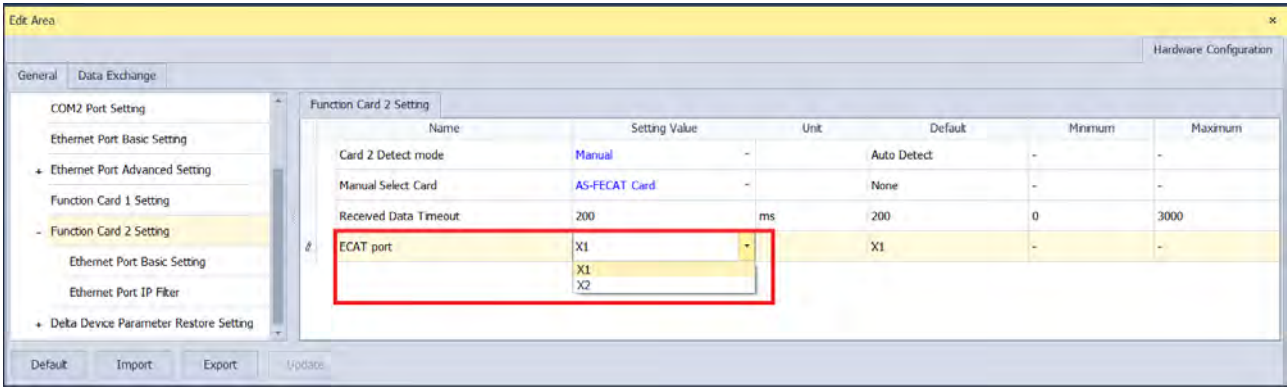 Edit Area
Hardware Configuration
General Data Exchange
COM2 Port Setting
Ethernet Port Basic Setting
+ Ethernet Port Advanced Setting
Function Card 1 Setting
- Function Card 2 Setting
Ethernet Port Basic Setting
Ethernet Port IP Filter
+ Delta Device Parameter Restore Setting
Function Card 2 Setting
Name Setting Value Unit Default Minimum Maximum
Card 2 Detect mode Manual Auto Detect - -
Manual Select Card AS-FECAT Card None - -
Received Data Timeout 200 ms 200 0 3000
ECAT port X1 X1 - -
X1
X2
Default Import Export Update